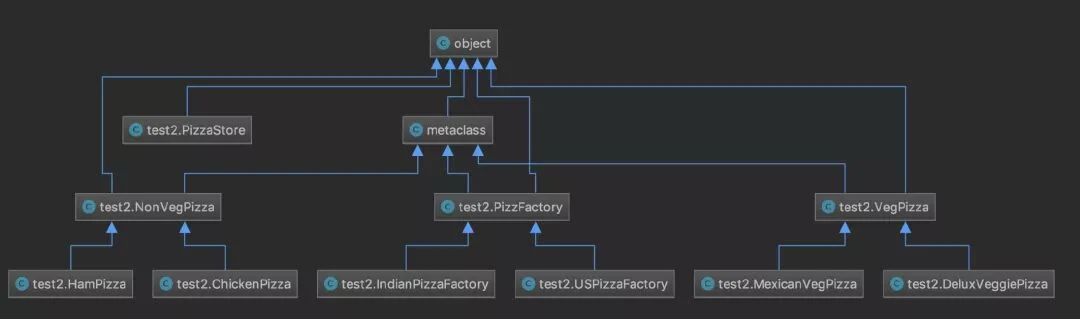 object
test2.PizzaStore
metaclass
test2.NonVegPizza
test2.PizzFactory
test2.VegPizza
test2.HamPizza
test2.ChickenPizza
test2.IndianPizzaFactory
test2.USPizzaFactory
test2.MexicanVegPizza
test2.DeluxVeggiePizza